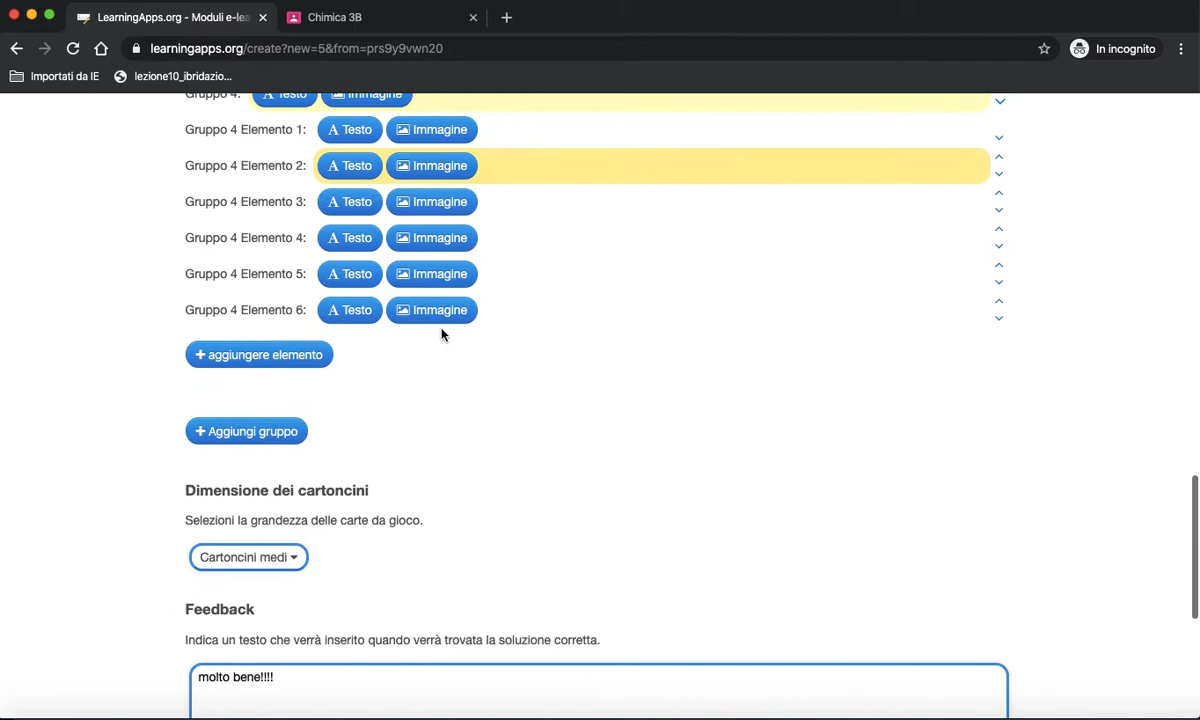 LearningApps.org - Moduli e-lea
Chimica 3B
learningapps.org/create?new=5&from=prs9y9vwn20
In incognito
Importati da IE
lezione10_ibridazio...
Gruppo 4: A Testo Immagine
Gruppo 4 Elemento 1: A Testo Immagine
Gruppo 4 Elemento 2: A Testo Immagine
Gruppo 4 Elemento 3: A Testo Immagine
Gruppo 4 Elemento 4: A Testo Immagine
Gruppo 4 Elemento 5: A Testo Immagine
Gruppo 4 Elemento 6: A Testo Immagine
+ aggiungere elemento
+ Aggiungi gruppo
Dimensione dei cartoncini
Selezioni la grandezza delle carte da gioco.
Cartoncini medi
Feedback
Indica un testo che verrà inserito quando verrà trovata la soluzione corretta.
molto bene!!!!